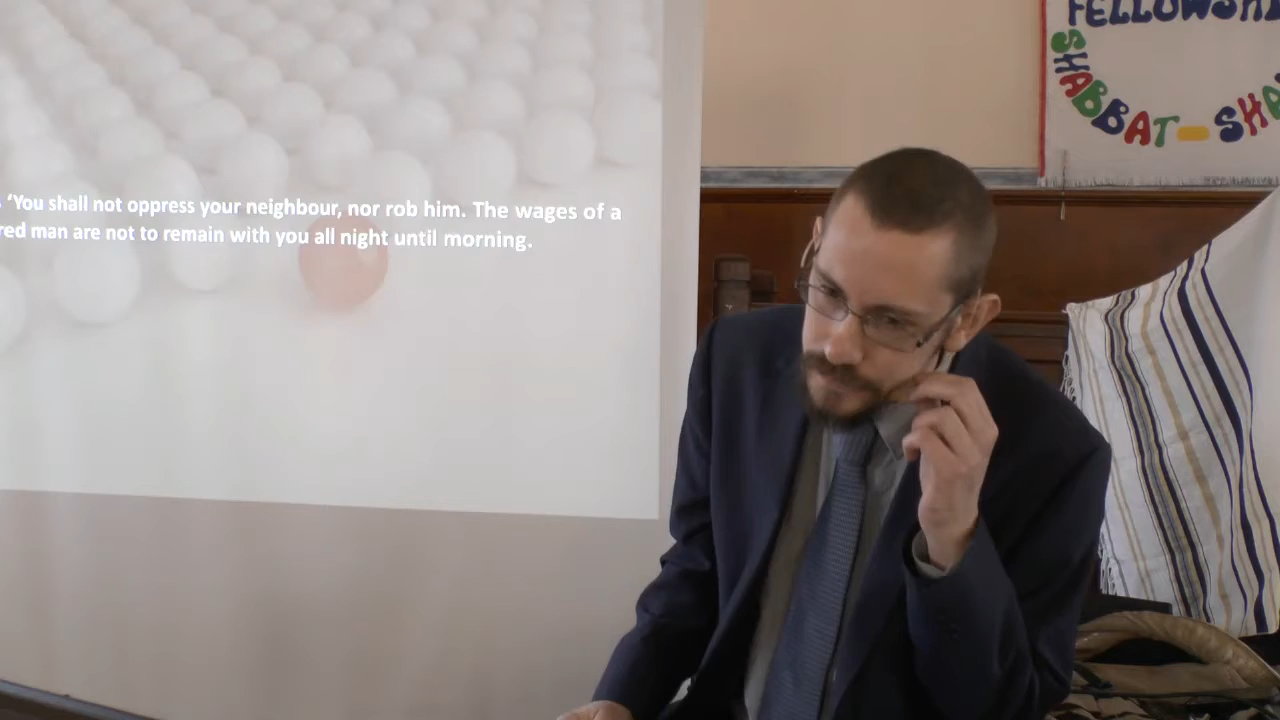 ‘You shall not oppress your neighbour, nor rob him. The wages of a
red man are not to remain with you all night until morning.
FELLOWSHI
SHABBAT-SHA